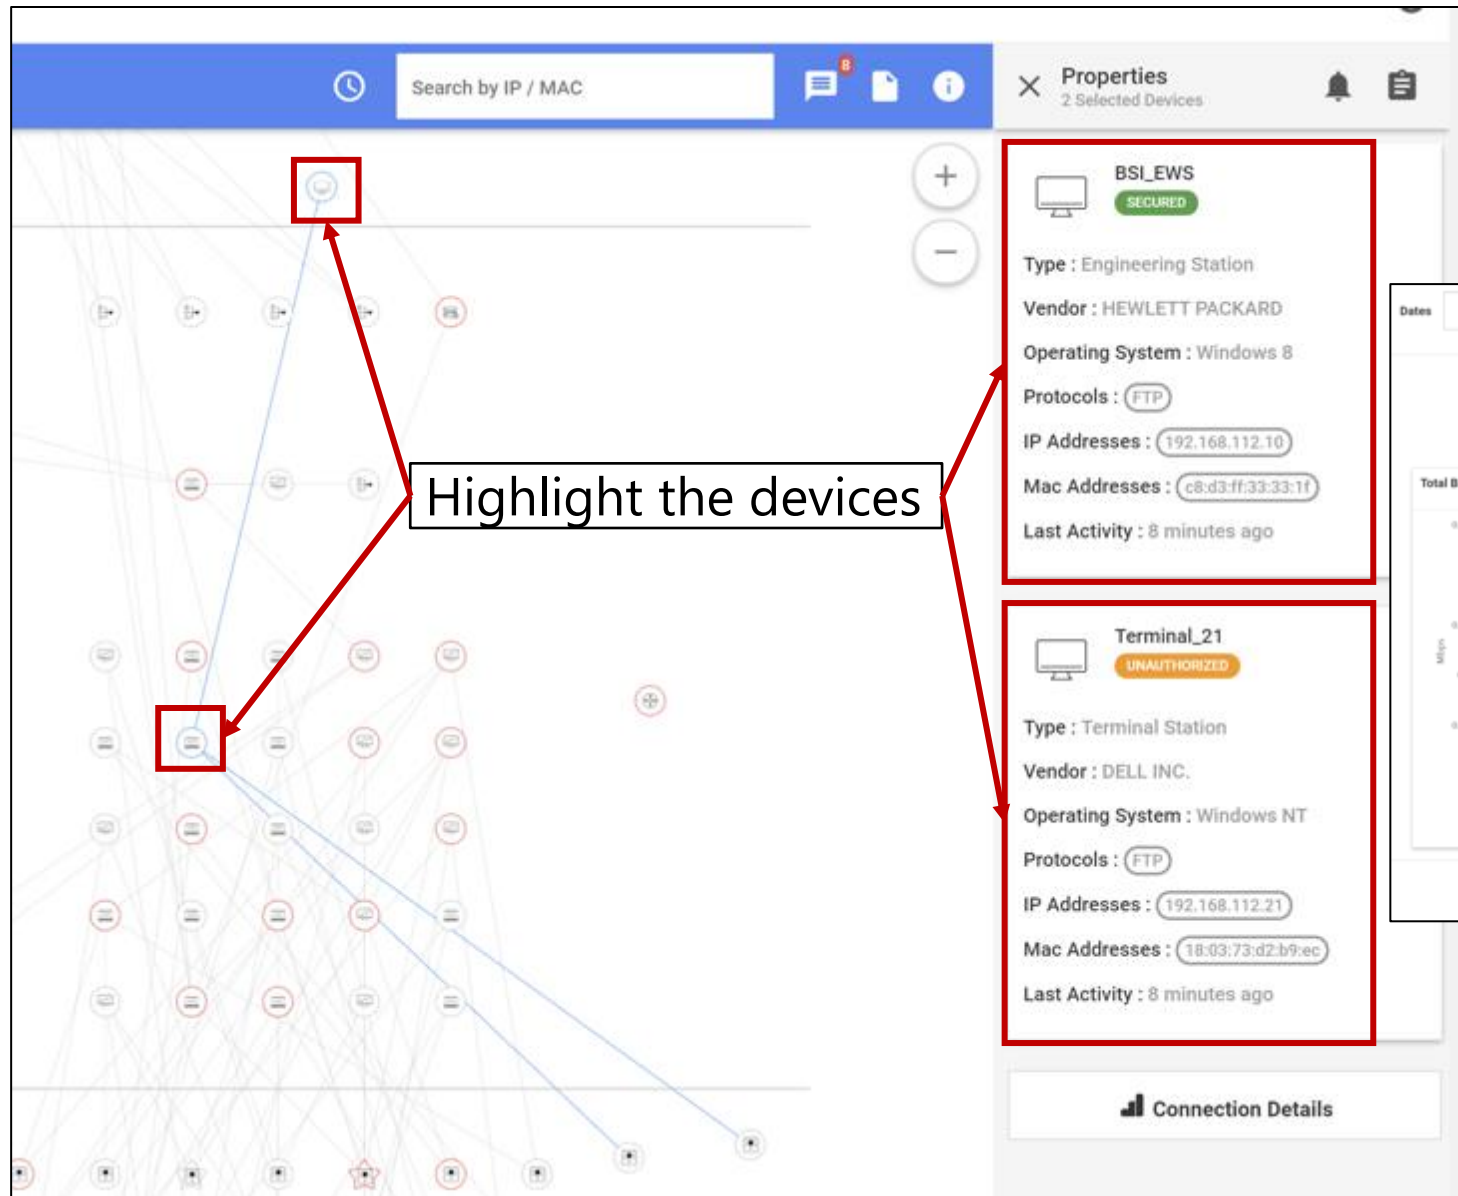 Search by IP / MAC
8
Properties
2 Selected Devices
BSI_EWS
SECURED
Type : Engineering Station
Vendor : HEWLETT PACKARD
Operating System : Windows 8
Protocols : FTP
IP Addresses : 192.168.112.10
Mac Addresses : c8:d3:ff:33:33:1f
Last Activity : 8 minutes ago
Highlight the devices
Terminal_21
UNAUTHORIZED
Type : Terminal Station
Vendor : DELL INC.
Operating System : Windows NT
Protocols : FTP
IP Addresses : 192.168.112.21
Mac Addresses : 18:03:73:d2:b9:ec
Last Activity : 8 minutes ago
Connection Details
Dates
Total B
Mbps